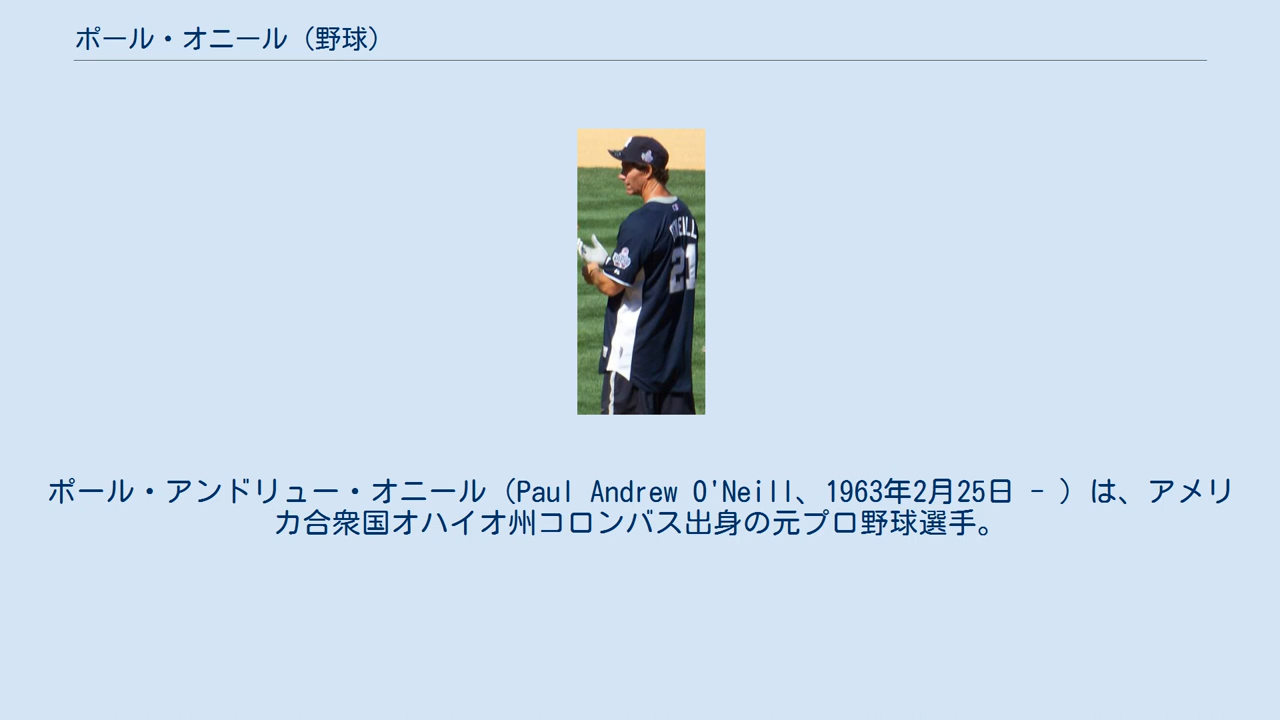 ポール・オニール（野球）
NEILL
21
ポール・アンドリュー・オニール（Paul Andrew O'Neill、1963年2月25日 - ）は、アメリ
カ合衆国オハイオ州コロンバス出身の元プロ野球選手。